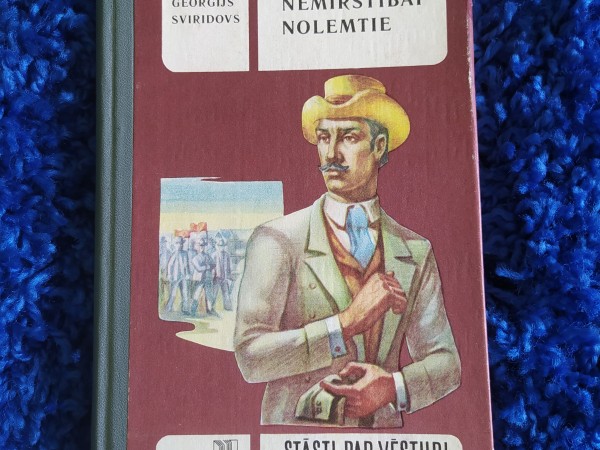 GEORGIJS
SVIRIDOVS
NEMIRSTĪBAI
NOLEMTIE
STĀSTI PAR VĒSTURI